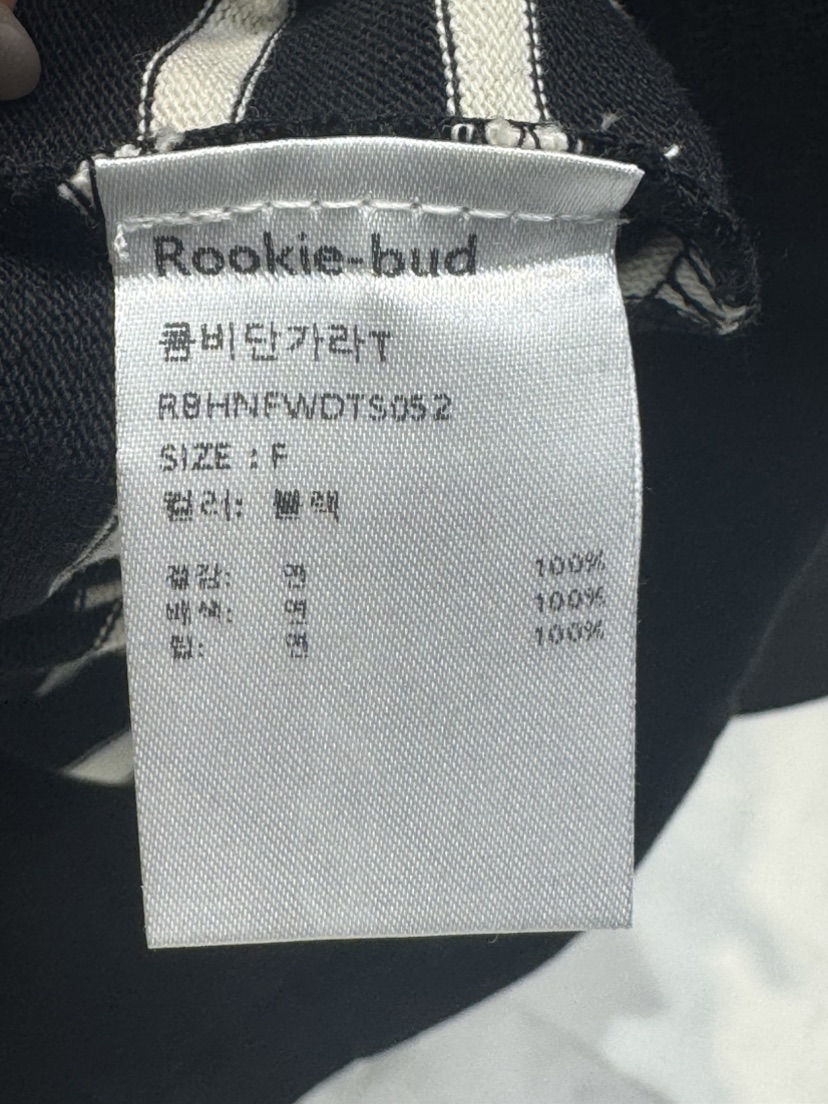 Rookie-bud
콤비단가라T
RBHNFWDTS052
SIZE : F
컬러: 블랙
겉감: 면 100%
배색: 면 100%
립: 면 100%